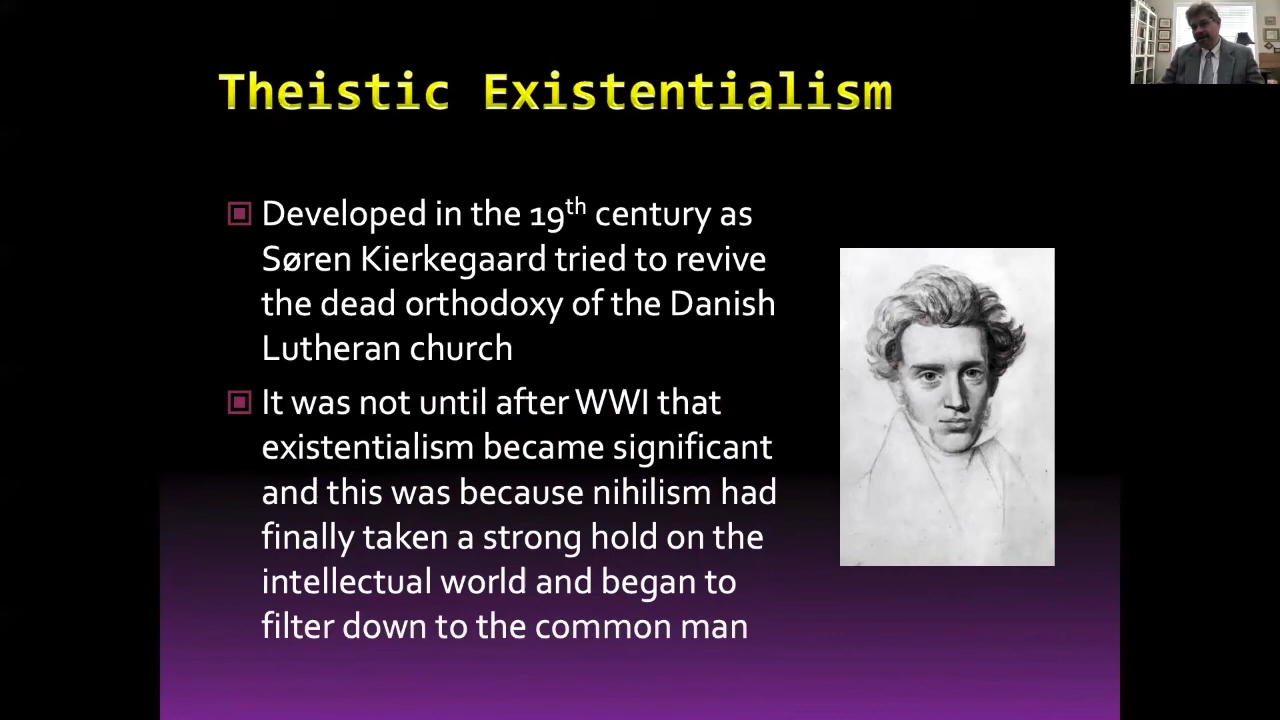 Theistic Existentialism
Developed in the 19th century as
Søren Kierkegaard tried to revive
the dead orthodoxy of the Danish
Lutheran church
It was not until after WWI that
existentialism became significant
and this was because nihilism had
finally taken a strong hold on the
intellectual world and began to
filter down to the common man